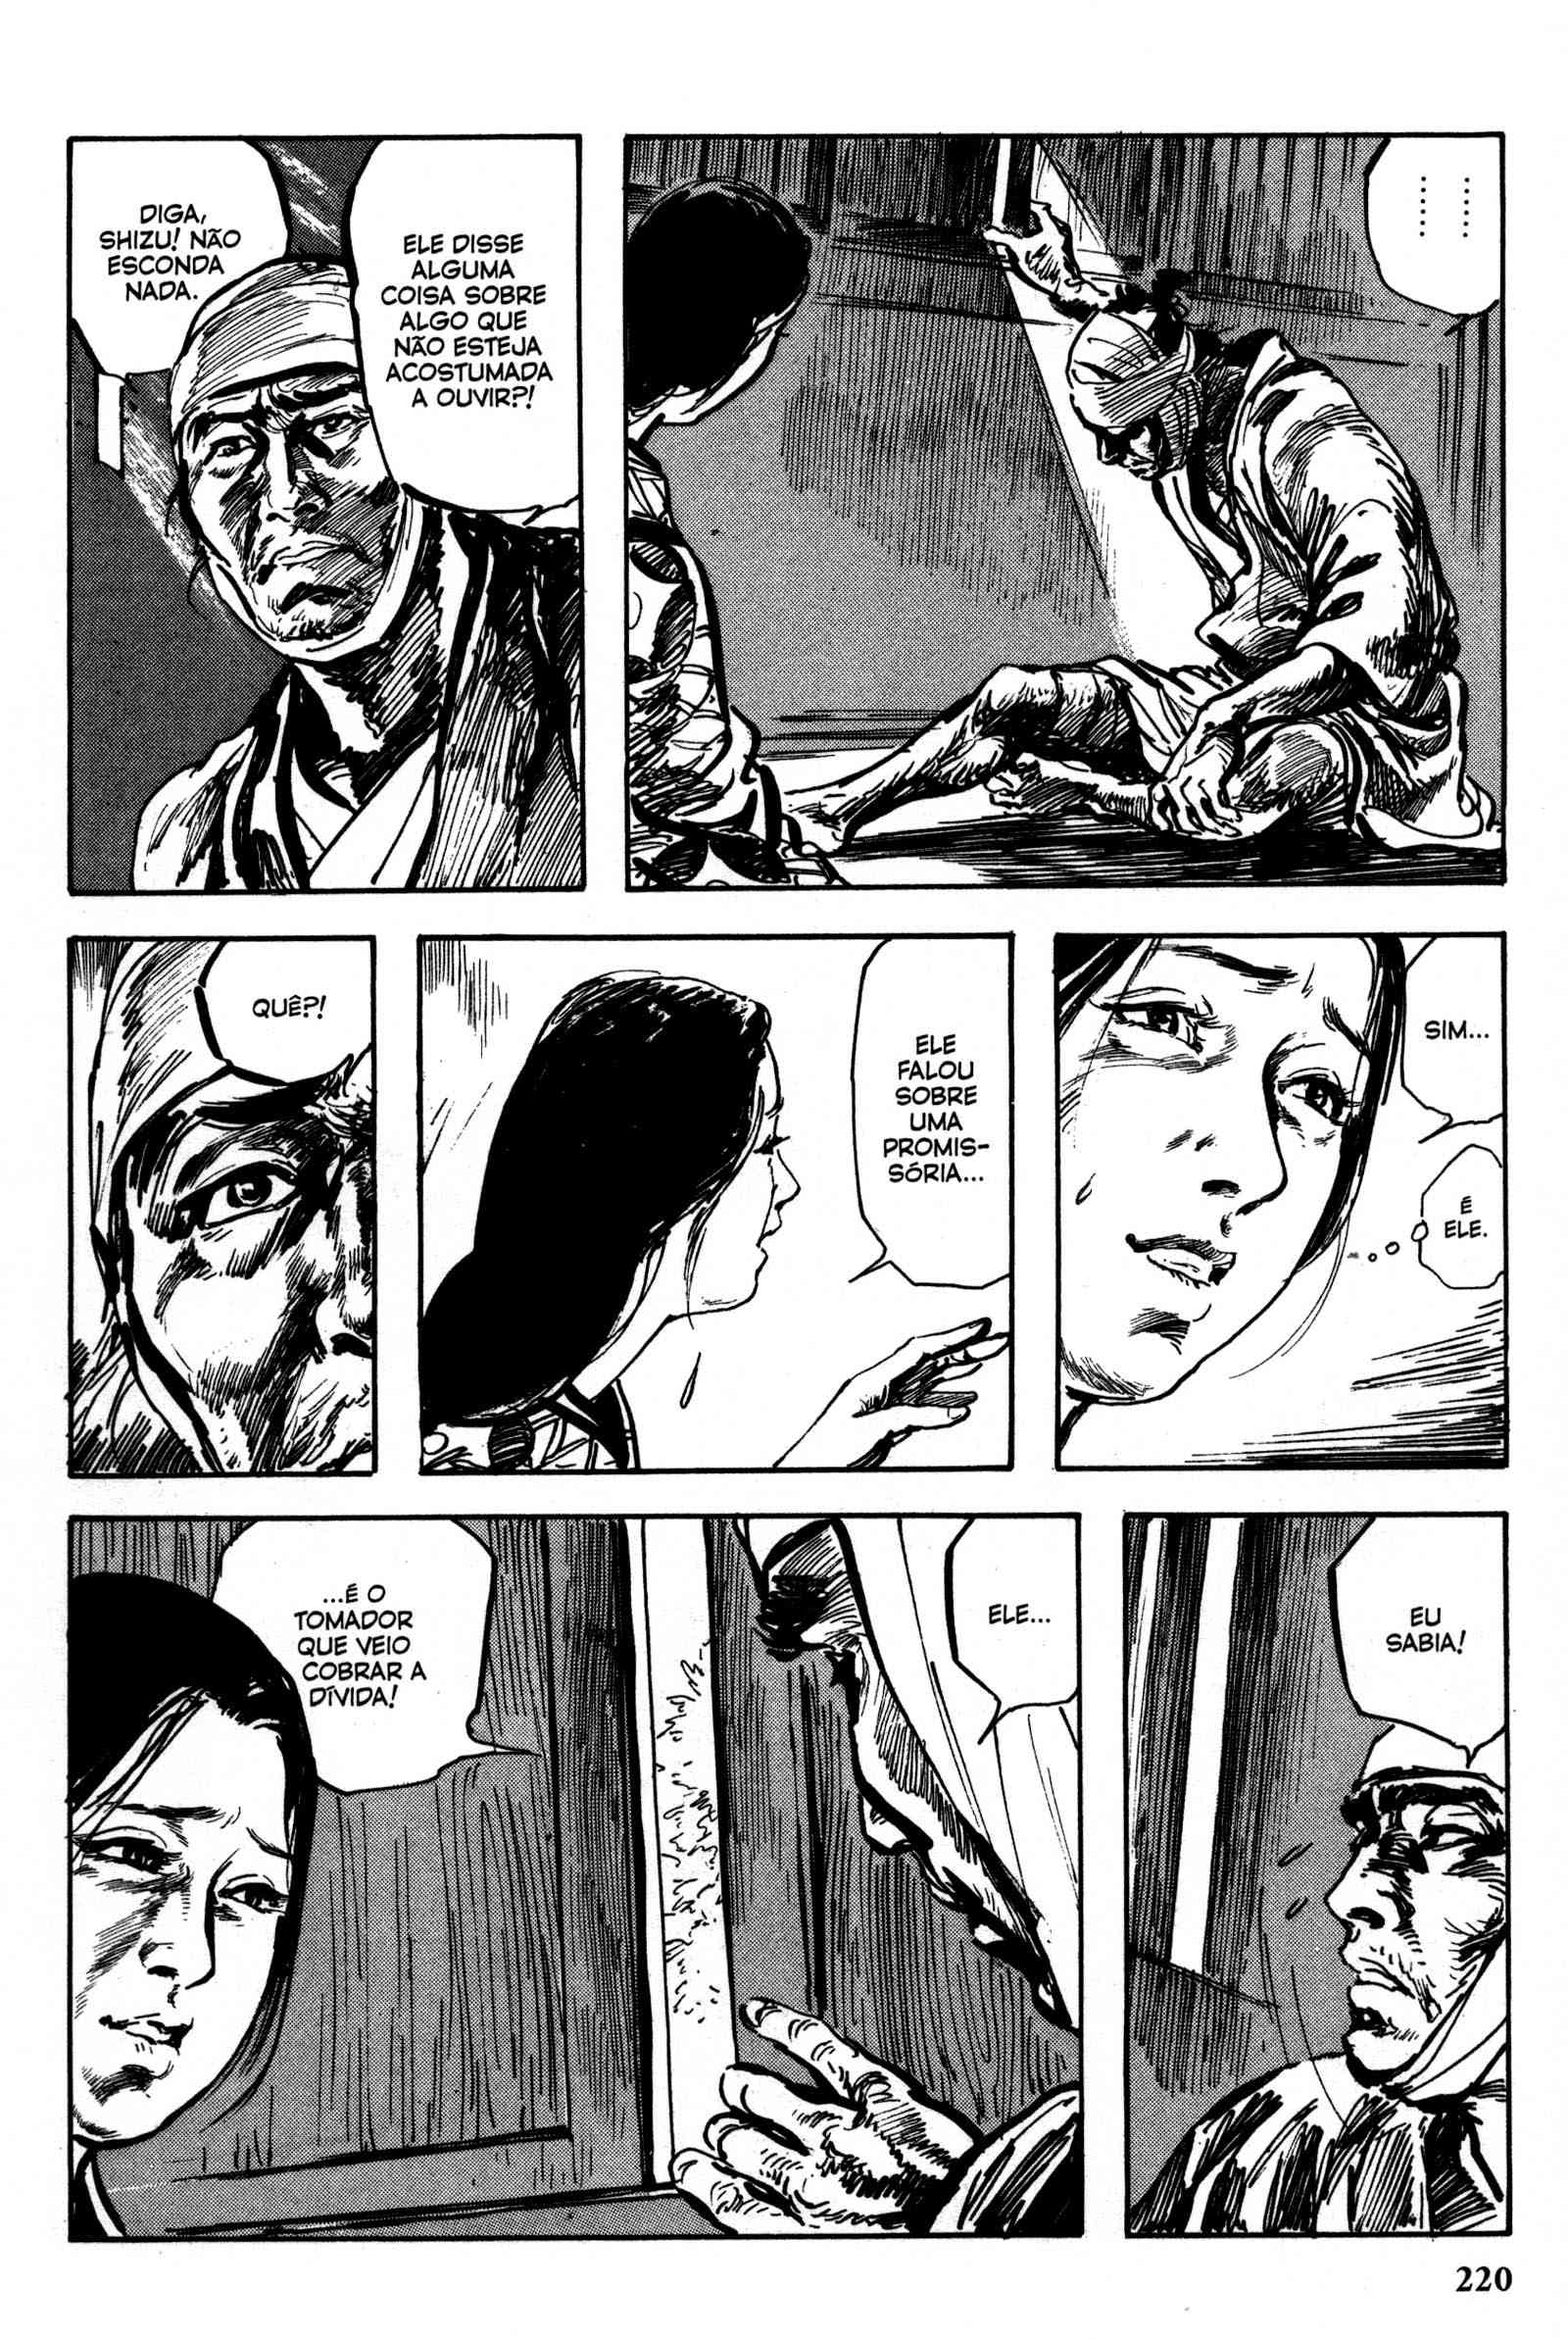 ............
ELE DISSE
ALGUMA
COISA SOBRE
ALGO QUE
NÃO ESTEJA
ACOSTUMADA
A OUVIR?!
DIGA,
SHIZU! NÃO
ESCONDA
NADA.
SIM...
É
ELE.
ELE
FALOU
SOBRE
UMA
PROMIS-
SÓRIA...
QUÊ?!
EU
SABIA!
ELE...
...É O
TOMADOR
QUE VEIO
COBRAR A
DÍVIDA!
220